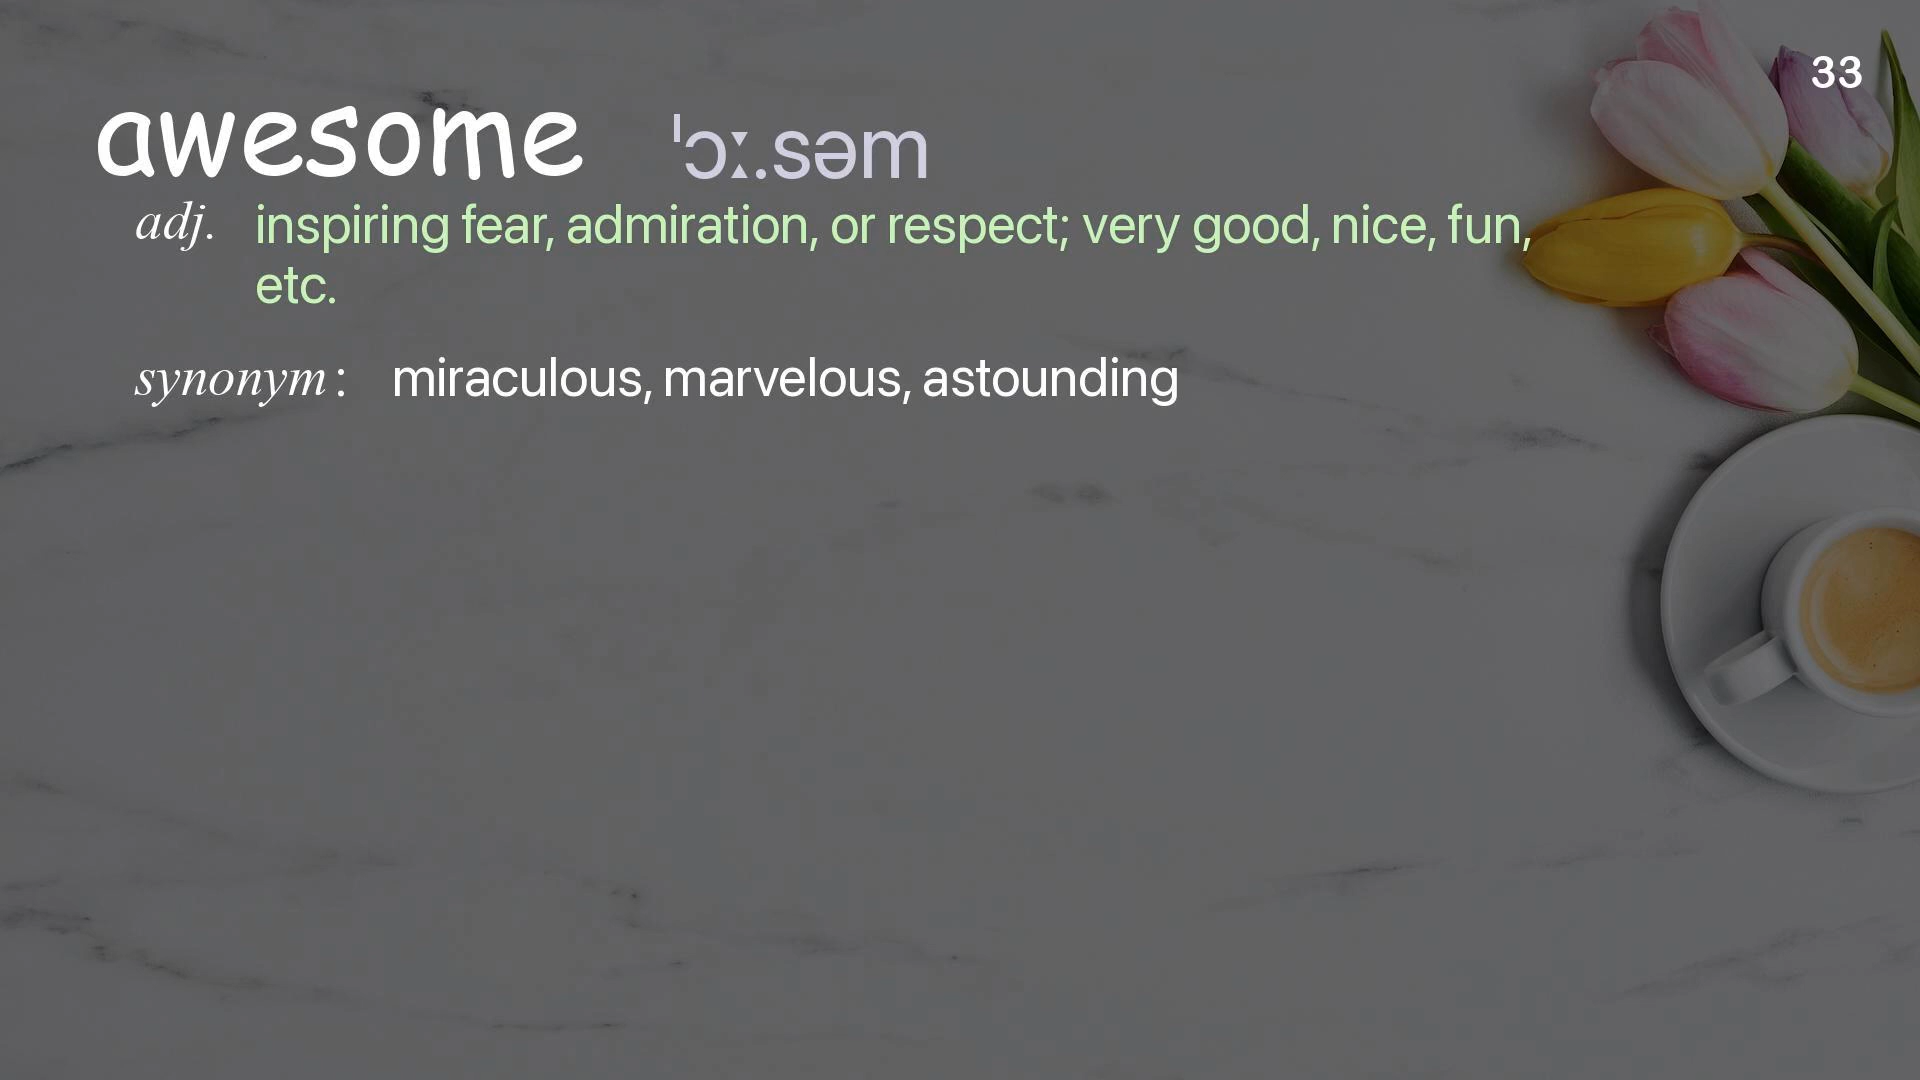 33
awesome ˈɔː.səm
adj. inspiring fear, admiration, or respect; very good, nice, fun,
etc.
synonym: miraculous, marvelous, astounding